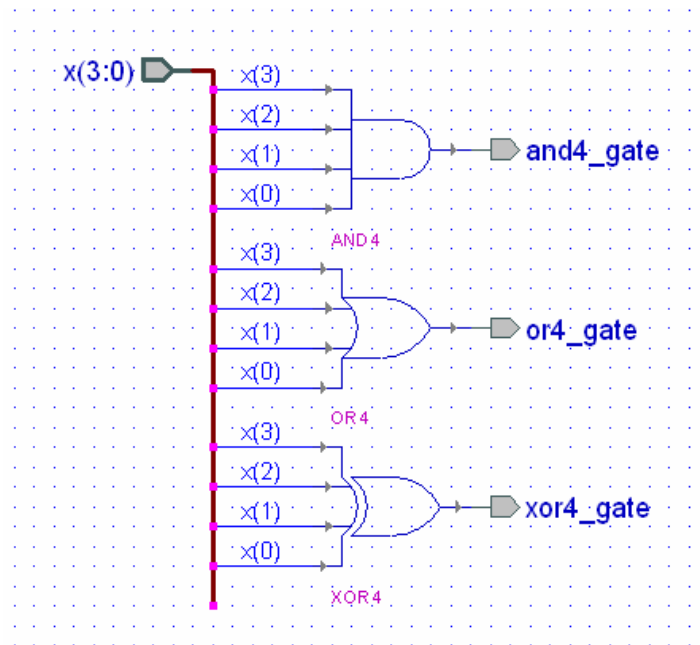 x(3:0)
x(3)
x(2)
x(1)
x(0)
and4_gate
AND4
x(3)
x(2)
x(1)
x(0)
or4_gate
OR4
x(3)
x(2)
x(1)
x(0)
xor4_gate
XOR4